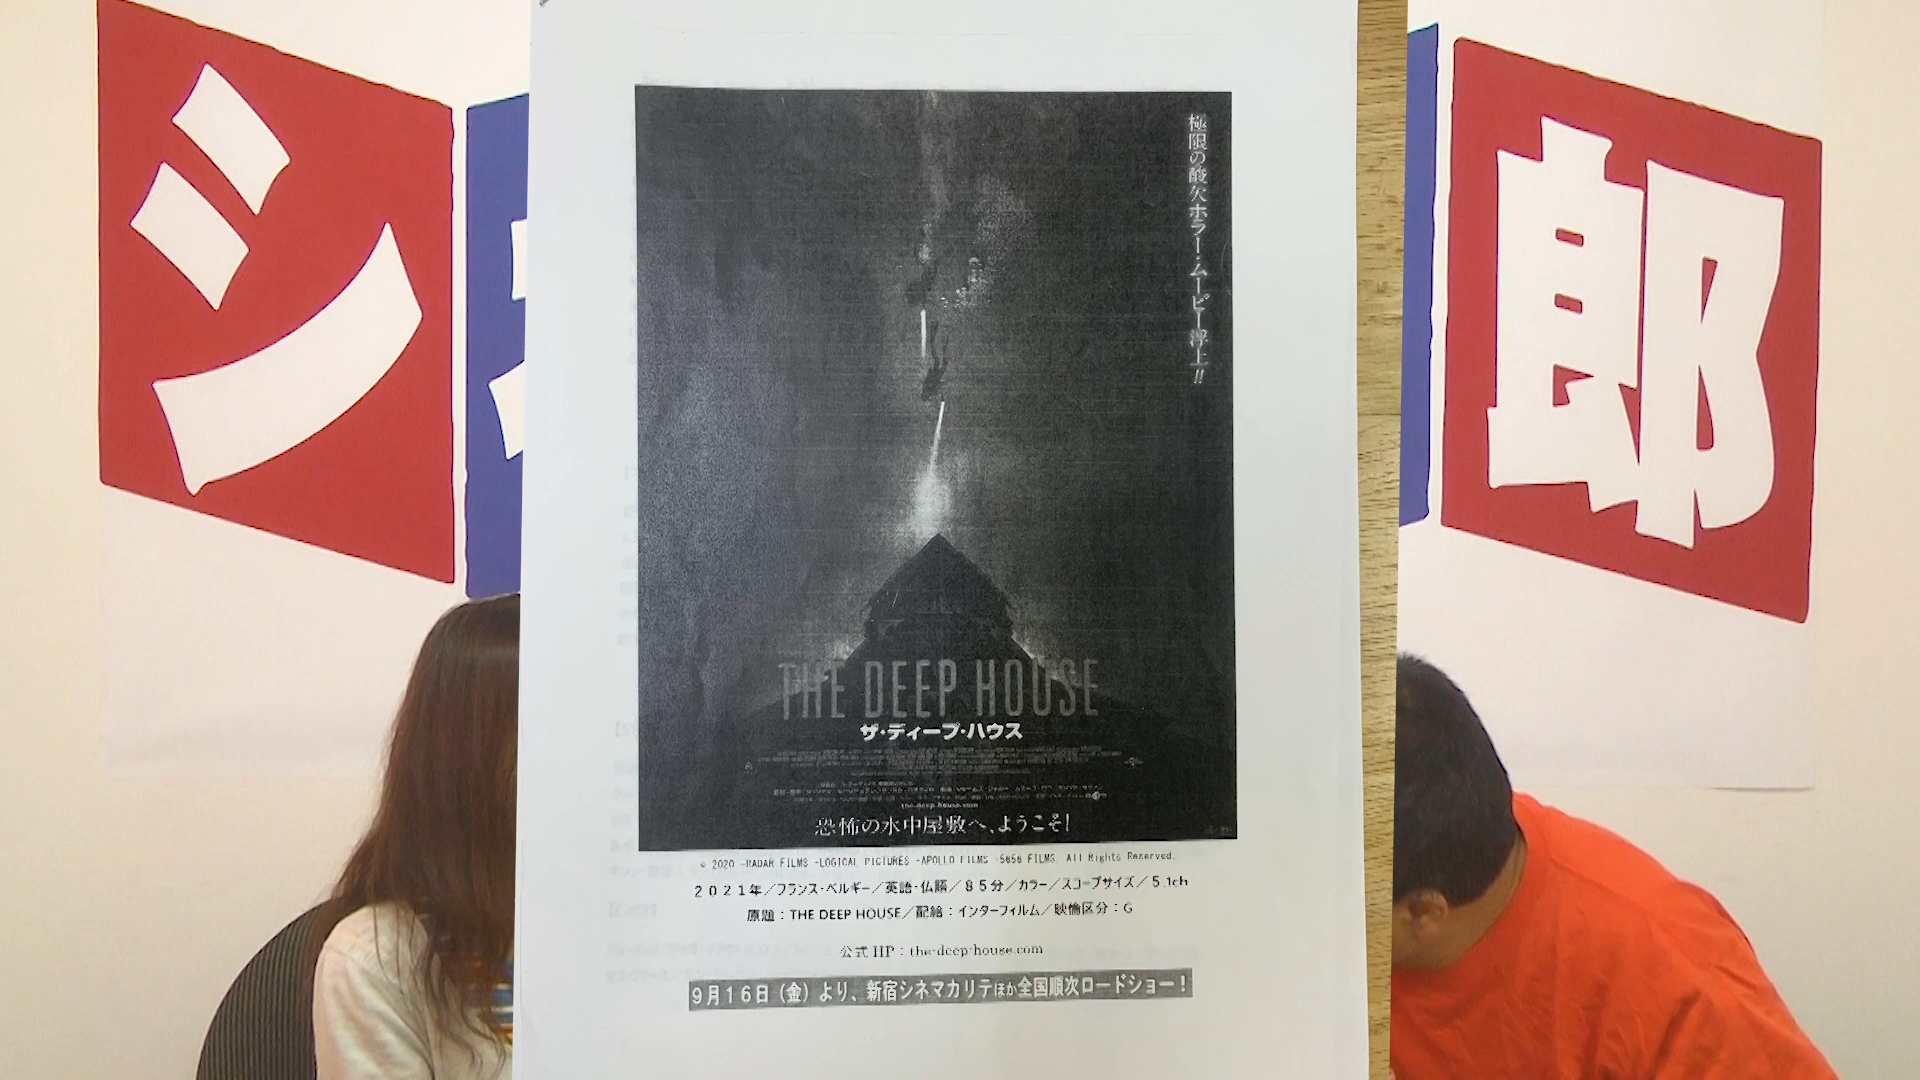 シ
郎
極限の酸欠ホラー・ムービー浮上!!
THE DEEP HOUSE
ザ・ディープ・ハウス
the-deep-house.com
恐怖の水中屋敷へ、ようこそ!
© 2020 -RADAR FILMS -LOGICAL PICTURES -APOLLO FILMS -5656 FILMS. All Rights Reserved.
2021年/フランス・ベルギー/英語・仏語/85分/カラー/スコープサイズ/5.1ch
原題:THE DEEP HOUSE/配給:インターフィルム/映倫区分:G
公式HP:the-deep-house.com
9月16日(金)より、新宿シネマカリテほか全国順次ロードショー!